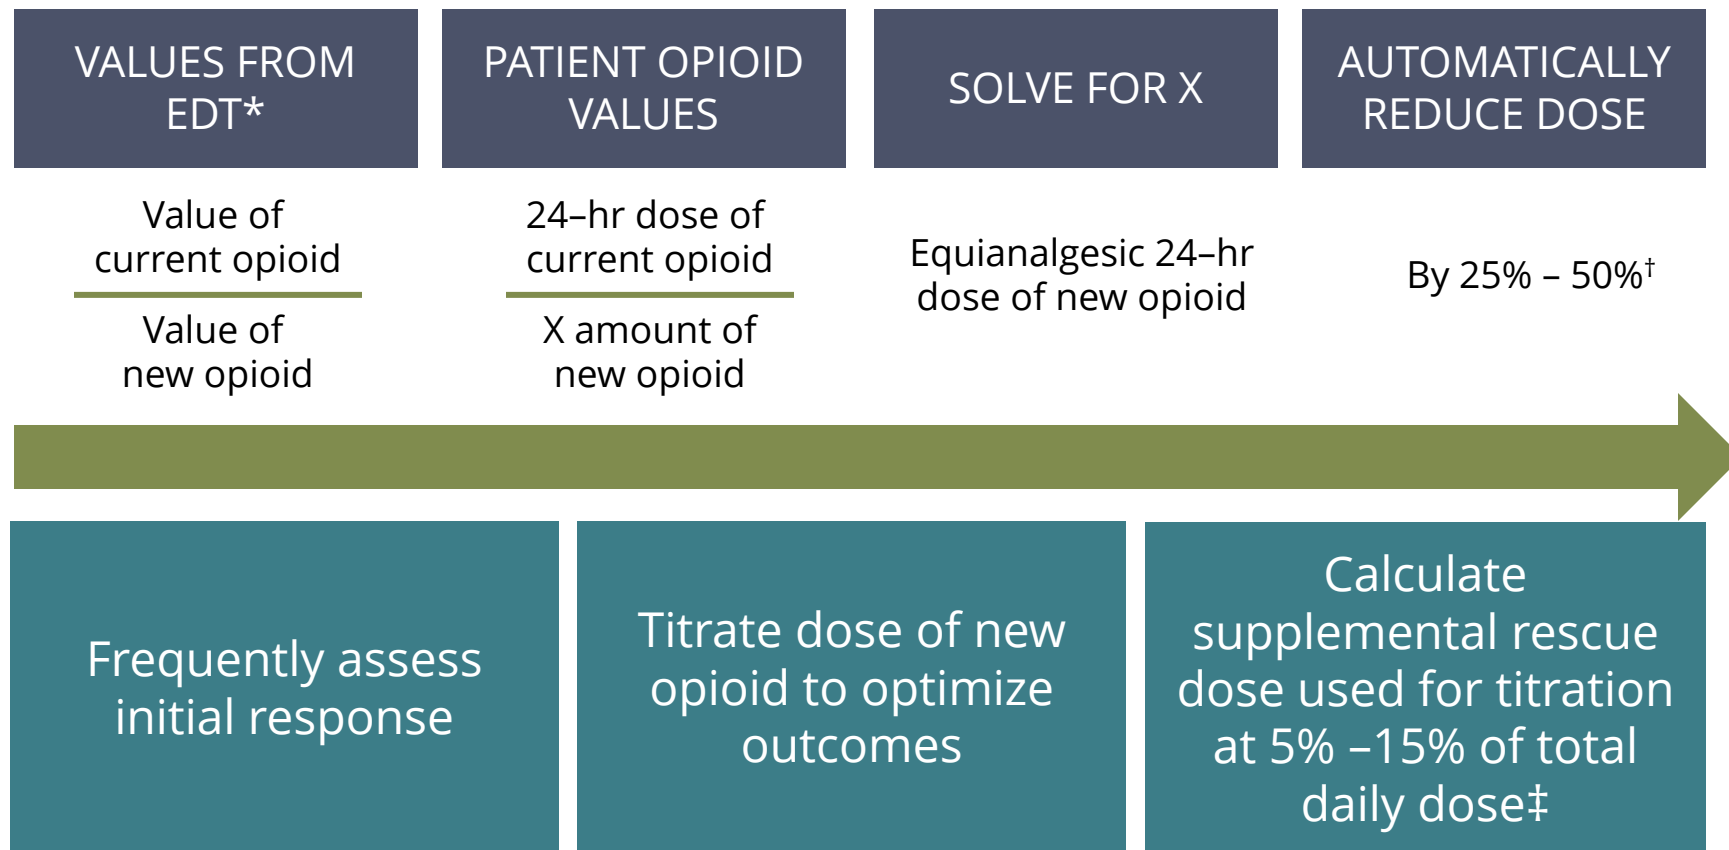 VALUES FROM
EDT*
PATIENT OPIOID
VALUES
SOLVE FOR X
AUTOMATICALLY
REDUCE DOSE
Value of
current opioid
Value of
new opioid
24–hr dose of
current opioid
X amount of
new opioid
Equianalgesic 24–hr
dose of new opioid
By 25% – 50%†
Frequently assess
initial response
Titrate dose of new
opioid to optimize
outcomes
Calculate
supplemental rescue
dose used for titration
at 5% –15% of total
daily dose‡